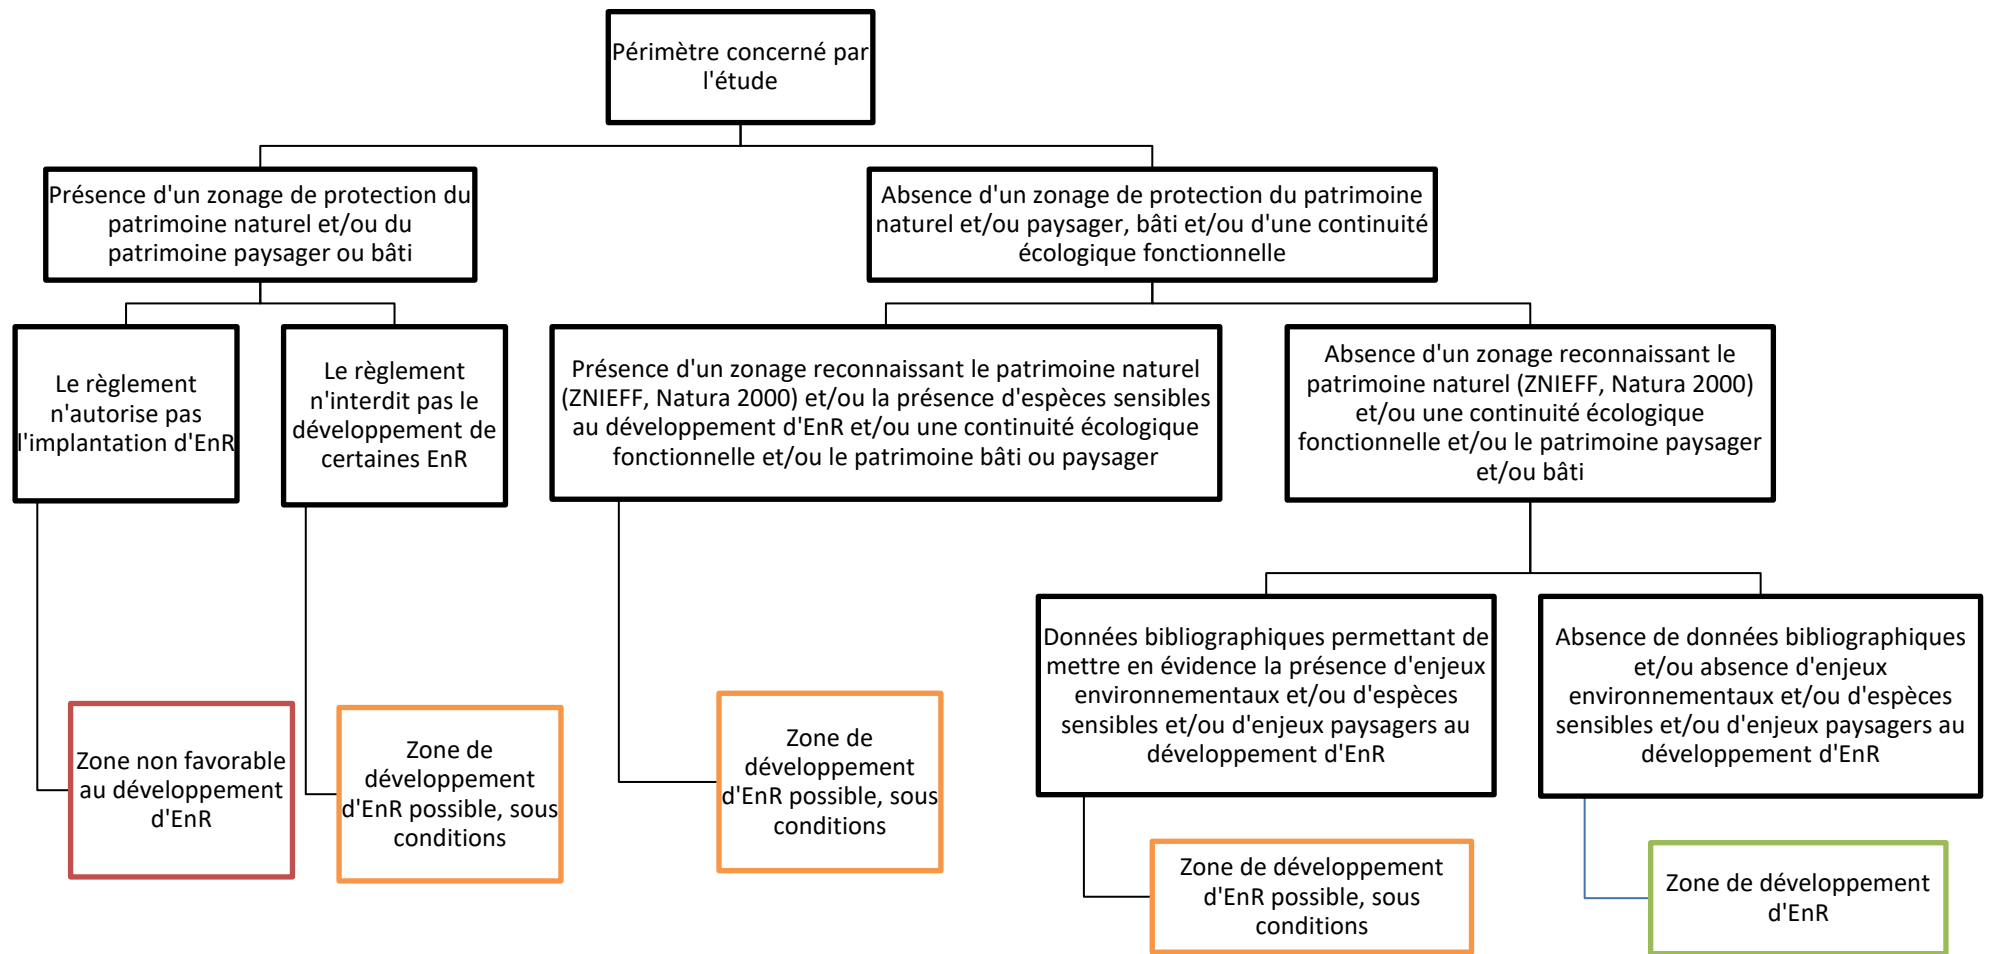 Périmètre concerné par
l'étude
Présence d'un zonage de protection du
patrimoine naturel et/ou du
patrimoine paysager ou bâti
Absence d'un zonage de protection du patrimoine
naturel et/ou paysager, bâti et/ou d'une continuité
écologique fonctionnelle
Le règlement
n'autorise pas
l'implantation d'EnR
Le règlement
n'interdit pas le
développement de
certaines EnR
Présence d'un zonage reconnaissant le patrimoine naturel
(ZNIEFF, Natura 2000) et/ou la présence d'espèces sensibles
au développement d'EnR et/ou une continuité écologique
fonctionnelle et/ou le patrimoine bâti ou paysager
Absence d'un zonage reconnaissant le
patrimoine naturel (ZNIEFF, Natura 2000)
et/ou une continuité écologique
fonctionnelle et/ou le patrimoine paysager
et/ou bâti
Données bibliographiques permettant de
mettre en évidence la présence d'enjeux
environnementaux et/ou d'espèces
sensibles et/ou d'enjeux paysagers au
développement d'EnR
Absence de données bibliographiques
et/ou absence d'enjeux
environnementaux et/ou d'espèces
sensibles et/ou d'enjeux paysagers au
développement d'EnR
Zone non favorable
au développement
d'EnR
Zone de
développement
d'EnR possible, sous
conditions
Zone de
développement
d'EnR possible, sous
conditions
Zone de développement
d'EnR possible, sous
conditions
Zone de développement
d'EnR